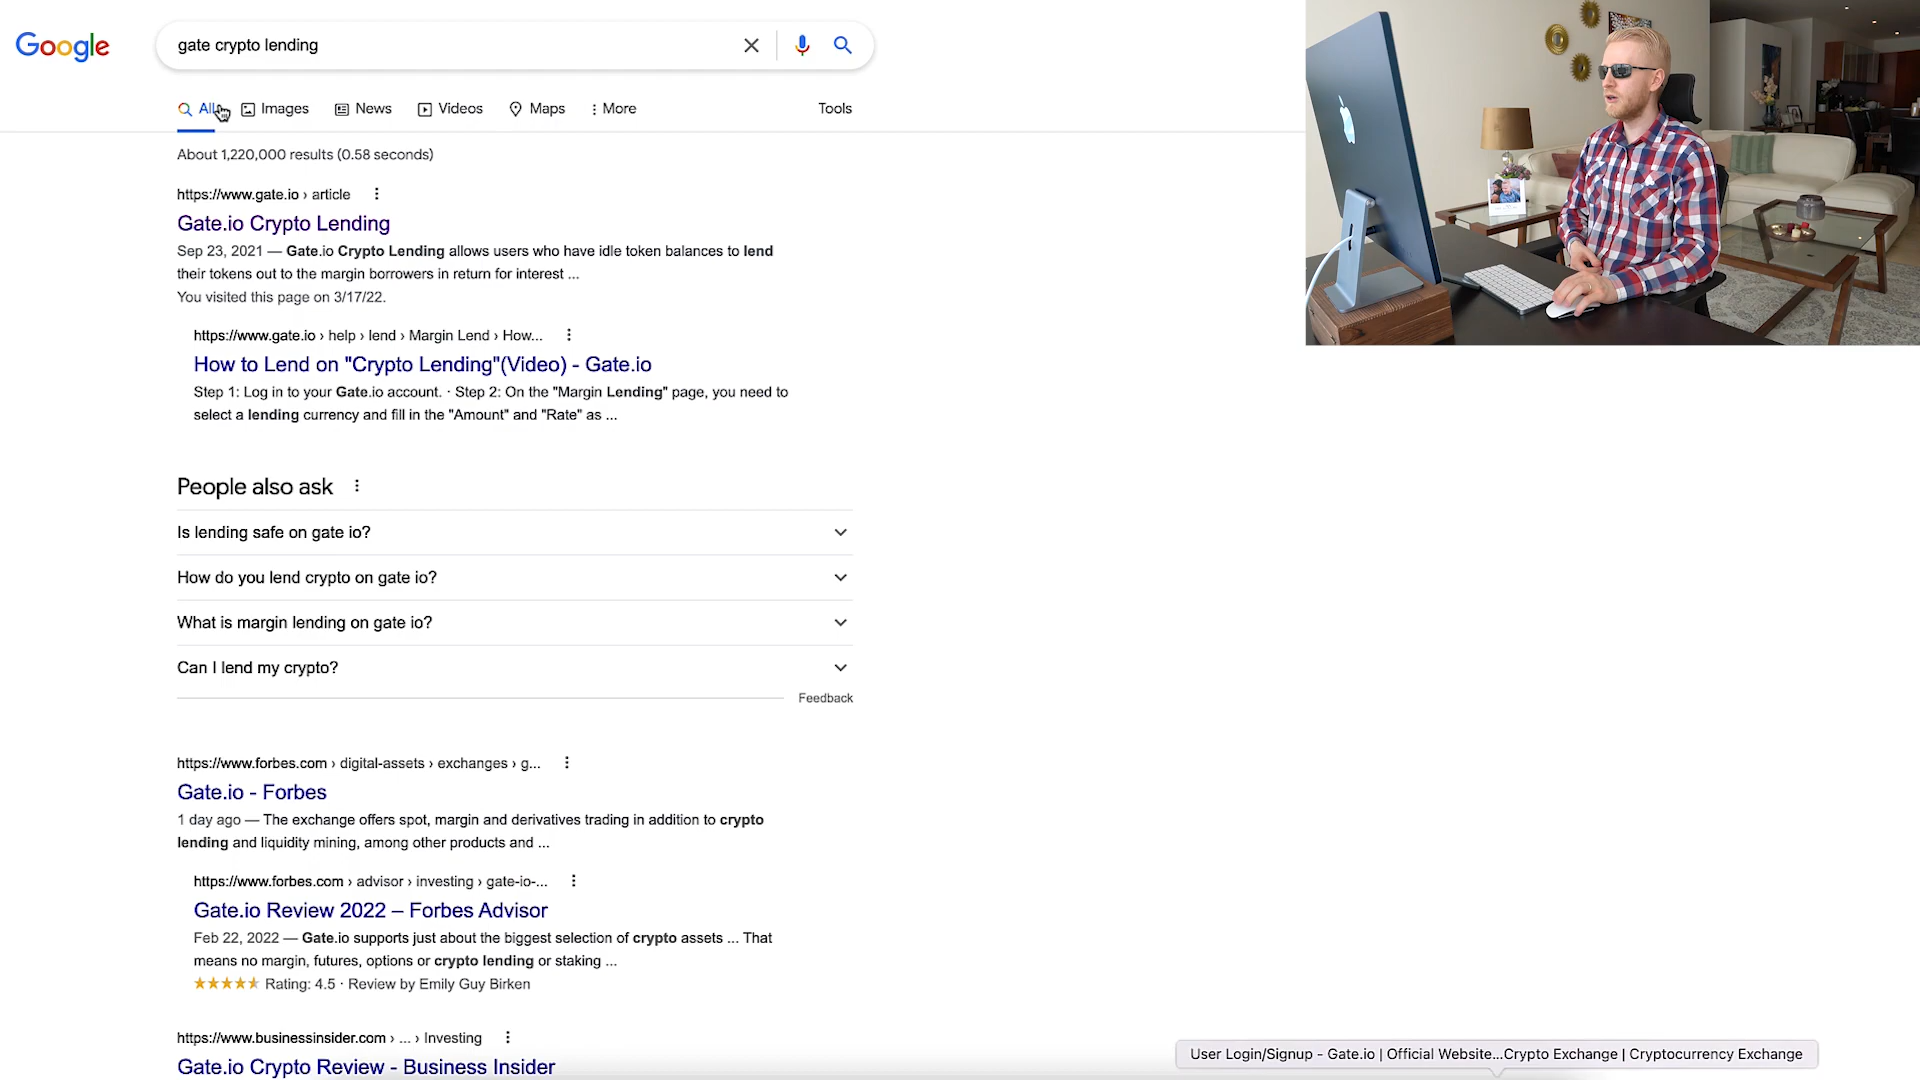 Google
gate crypto lending
All Images News Videos Maps More Tools
About 1,220,000 results (0.58 seconds)
https://www.gate.io › article
Gate.io Crypto Lending
Sep 23, 2021 — Gate.io Crypto Lending allows users who have idle token balances to lend
their tokens out to the margin borrowers in return for interest ...
You visited this page on 3/17/22.
https://www.gate.io › help › lend › Margin Lend › How...
How to Lend on "Crypto Lending"(Video) - Gate.io
Step 1: Log in to your Gate.io account. · Step 2: On the "Margin Lending" page, you need to
select a lending currency and fill in the "Amount" and "Rate" as ...
People also ask
Is lending safe on gate io?
How do you lend crypto on gate io?
What is margin lending on gate io?
Can I lend my crypto?
Feedback
https://www.forbes.com › digital-assets › exchanges › g...
Gate.io - Forbes
1 day ago — The exchange offers spot, margin and derivatives trading in addition to crypto
lending and liquidity mining, among other products and ...
https://www.forbes.com › advisor › investing › gate-io-...
Gate.io Review 2022 – Forbes Advisor
Feb 22, 2022 — Gate.io supports just about the biggest selection of crypto assets ... That
means no margin, futures, options or crypto lending or staking ...
Rating: 4.5 · Review by Emily Guy Birken
https://www.businessinsider.com › ... › Investing
Gate.io Crypto Review - Business Insider
User Login/Signup - Gate.io | Official Website...Crypto Exchange | Cryptocurrency Exchange